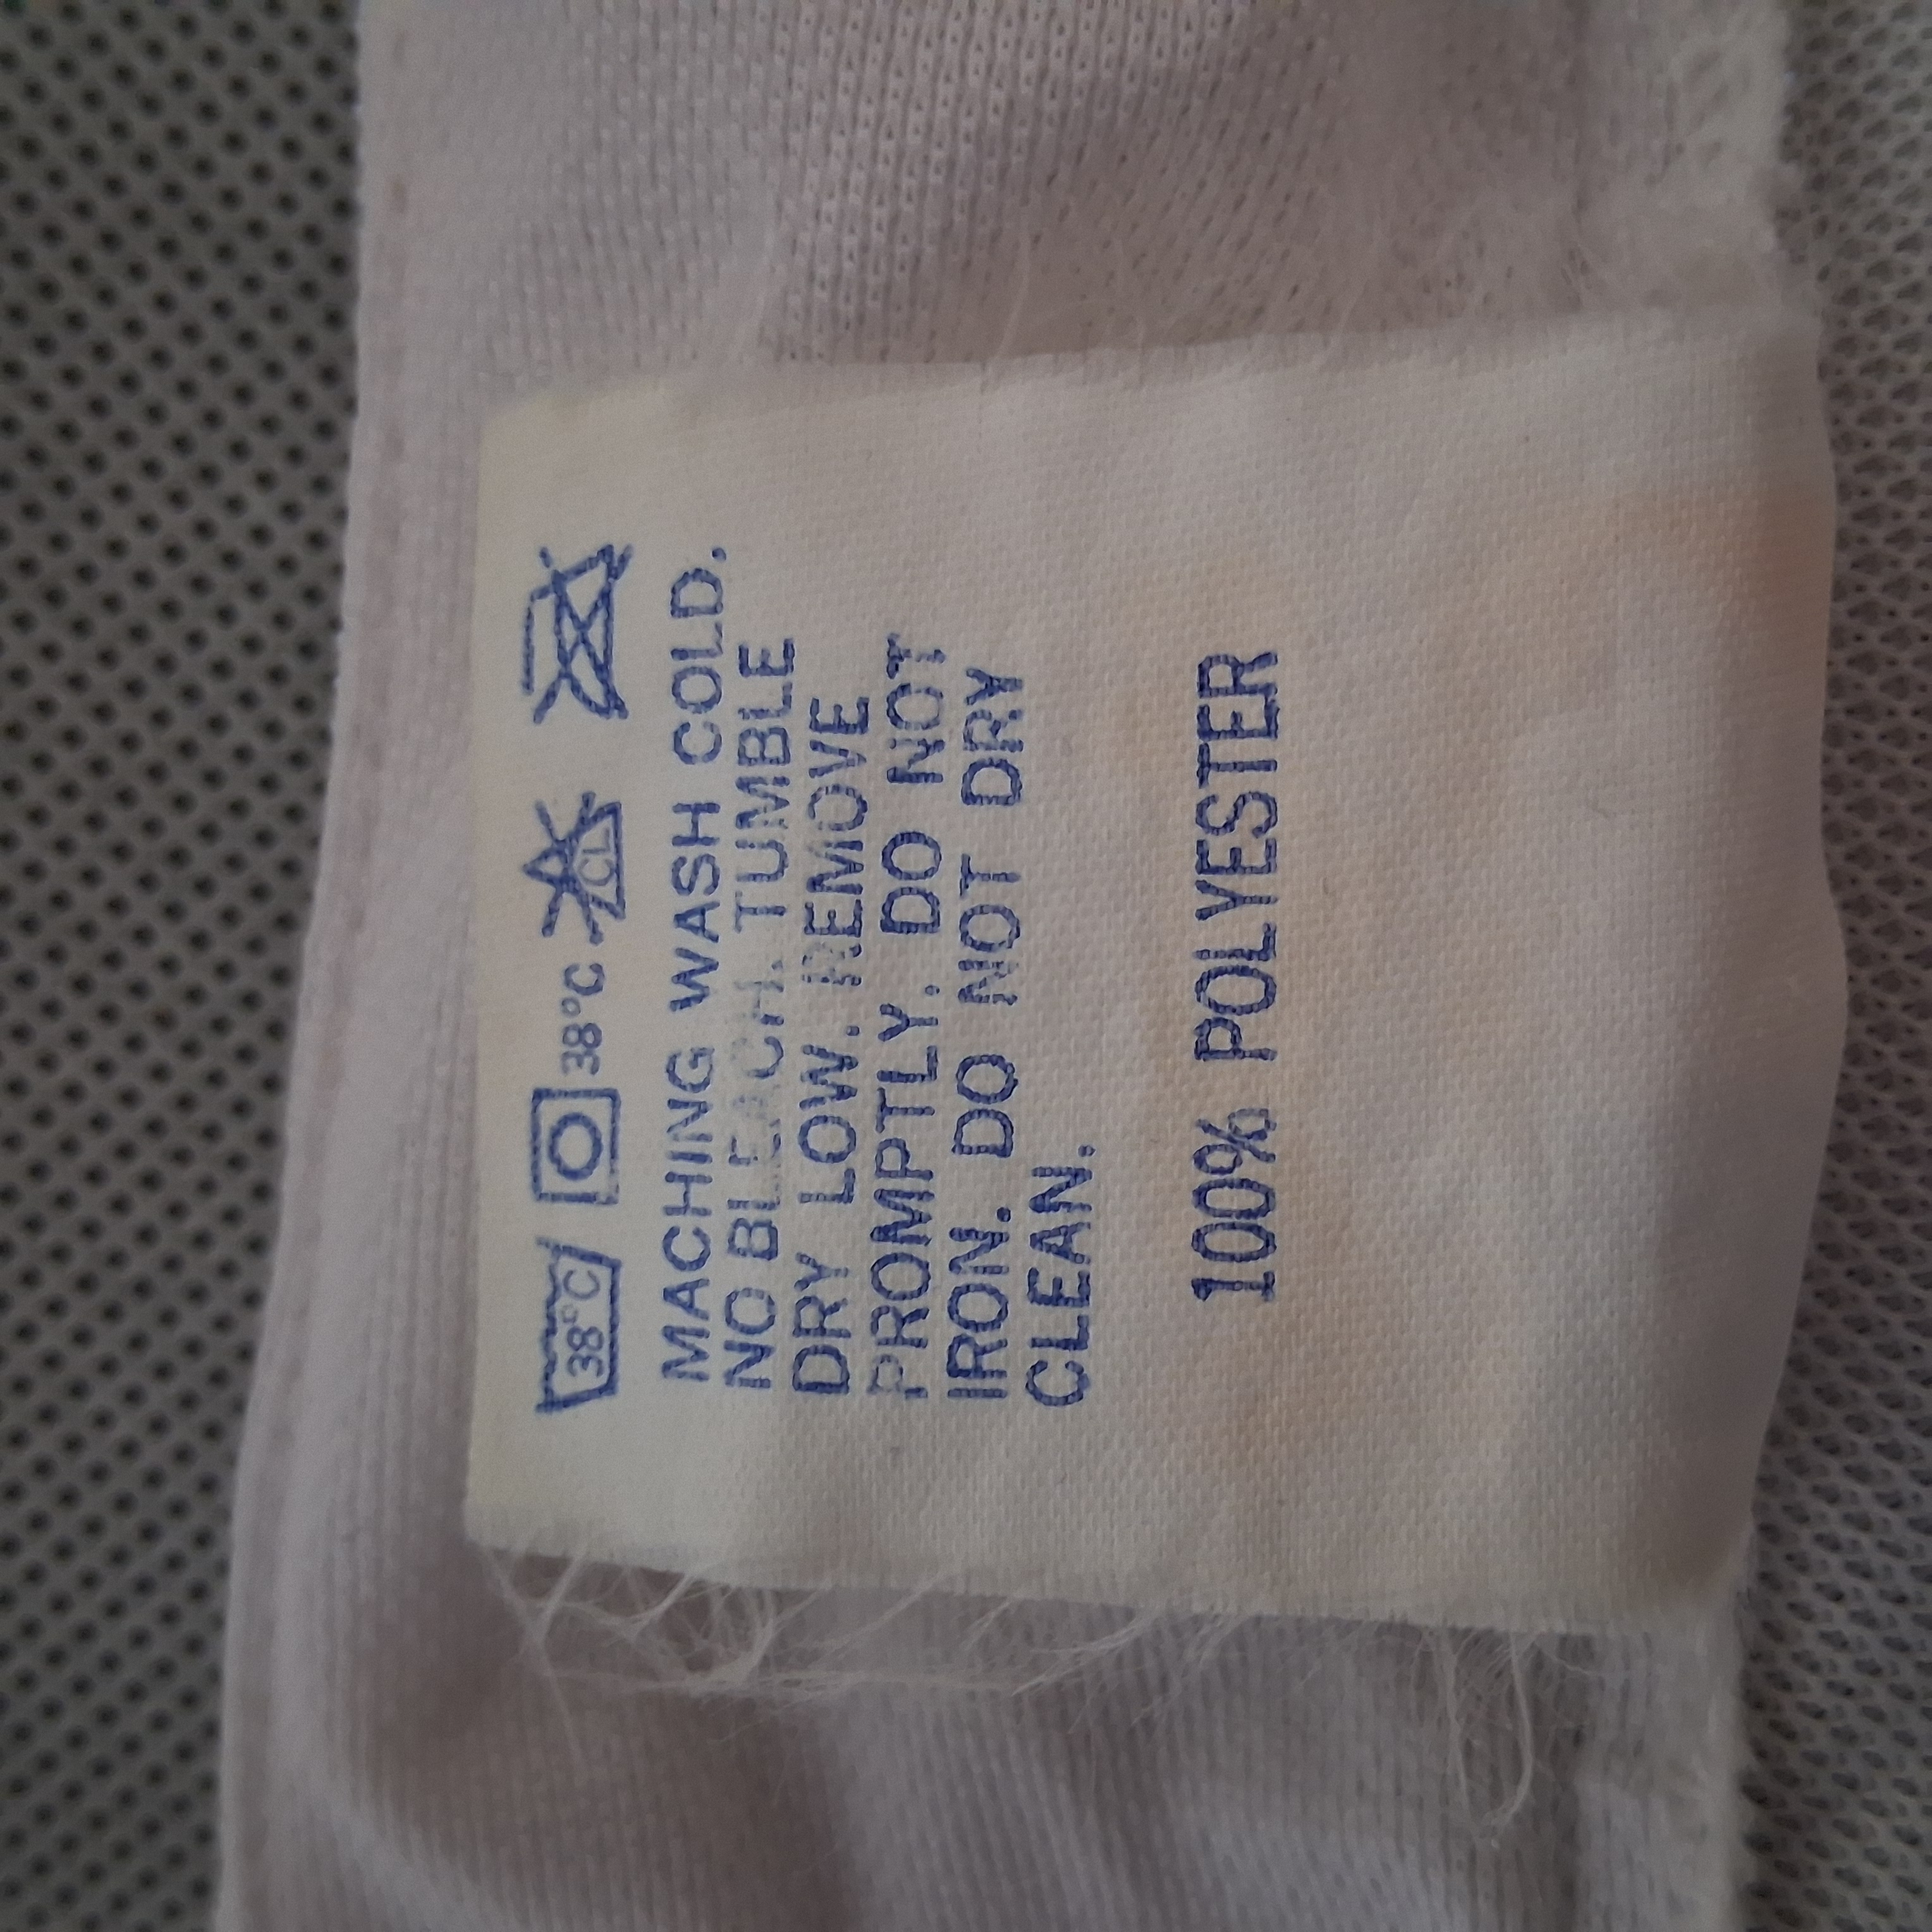 38°C 38°C CL
MACHING WASH COLD.
NO BLEACH. TUMBLE
DRY LOW. REMOVE
PROMPTLY. DO NOT
IRON. DO NOT DRY
CLEAN.
100% POLYESTER